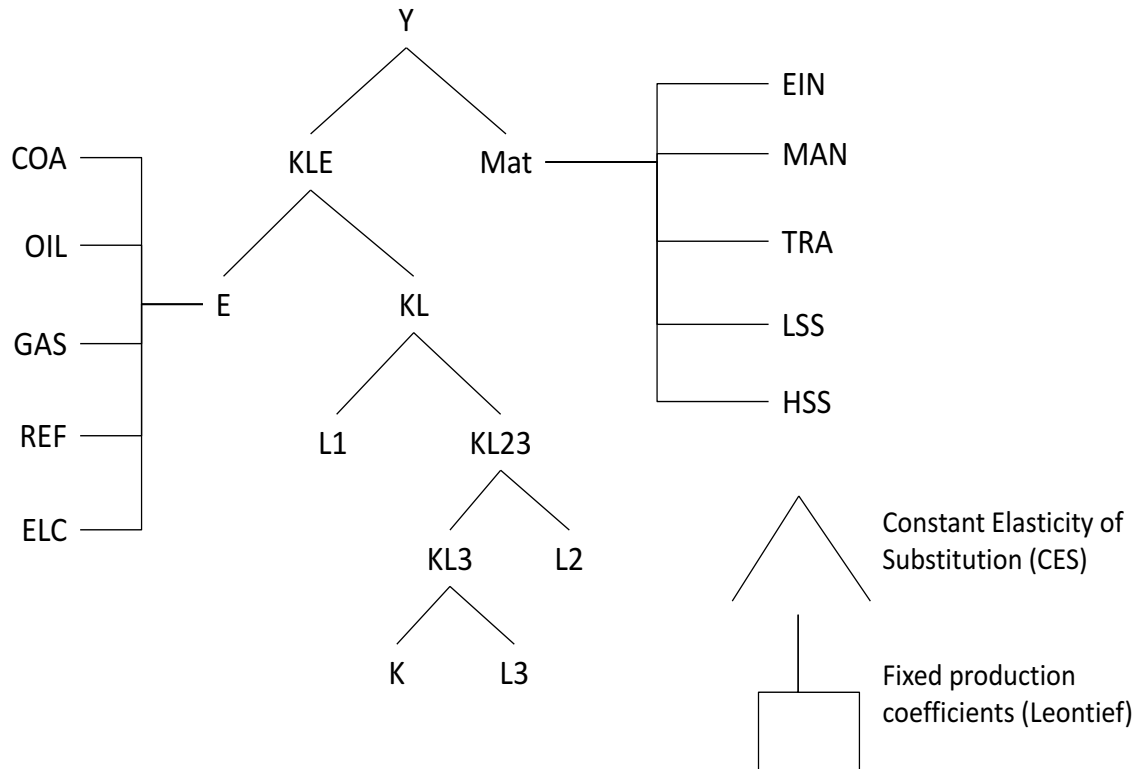 Y
EIN
COA
KLE
Mat
MAN
OIL
TRA
E
KL
GAS
LSS
HSS
REF
L1
KL23
ELC
KL3
L2
Constant Elasticity of
Substitution (CES)
K
L3
Fixed production
coefficients (Leontief)